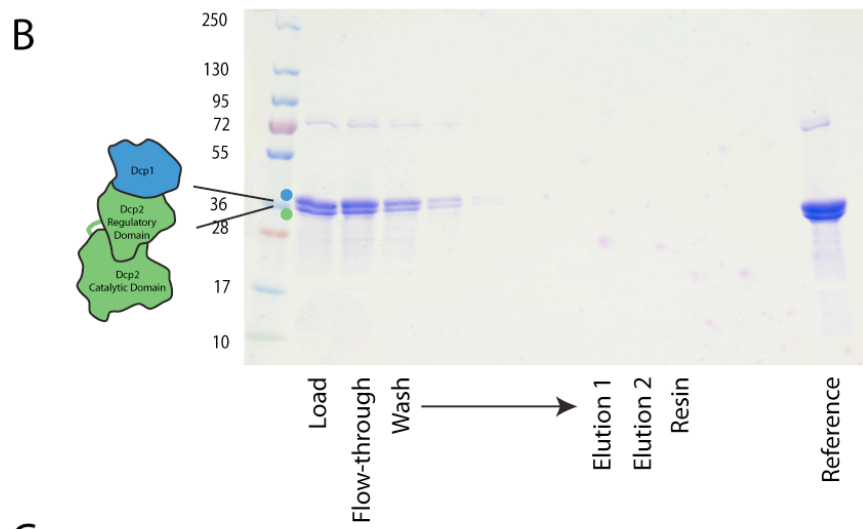 B
250
130
95
72
55
36
28
17
10
Dcp1
Dcp2
Regulatory
Domain
Dcp2
Catalytic Domain
Load
Flow-through
Wash
Elution 1
Elution 2
Resin
Reference